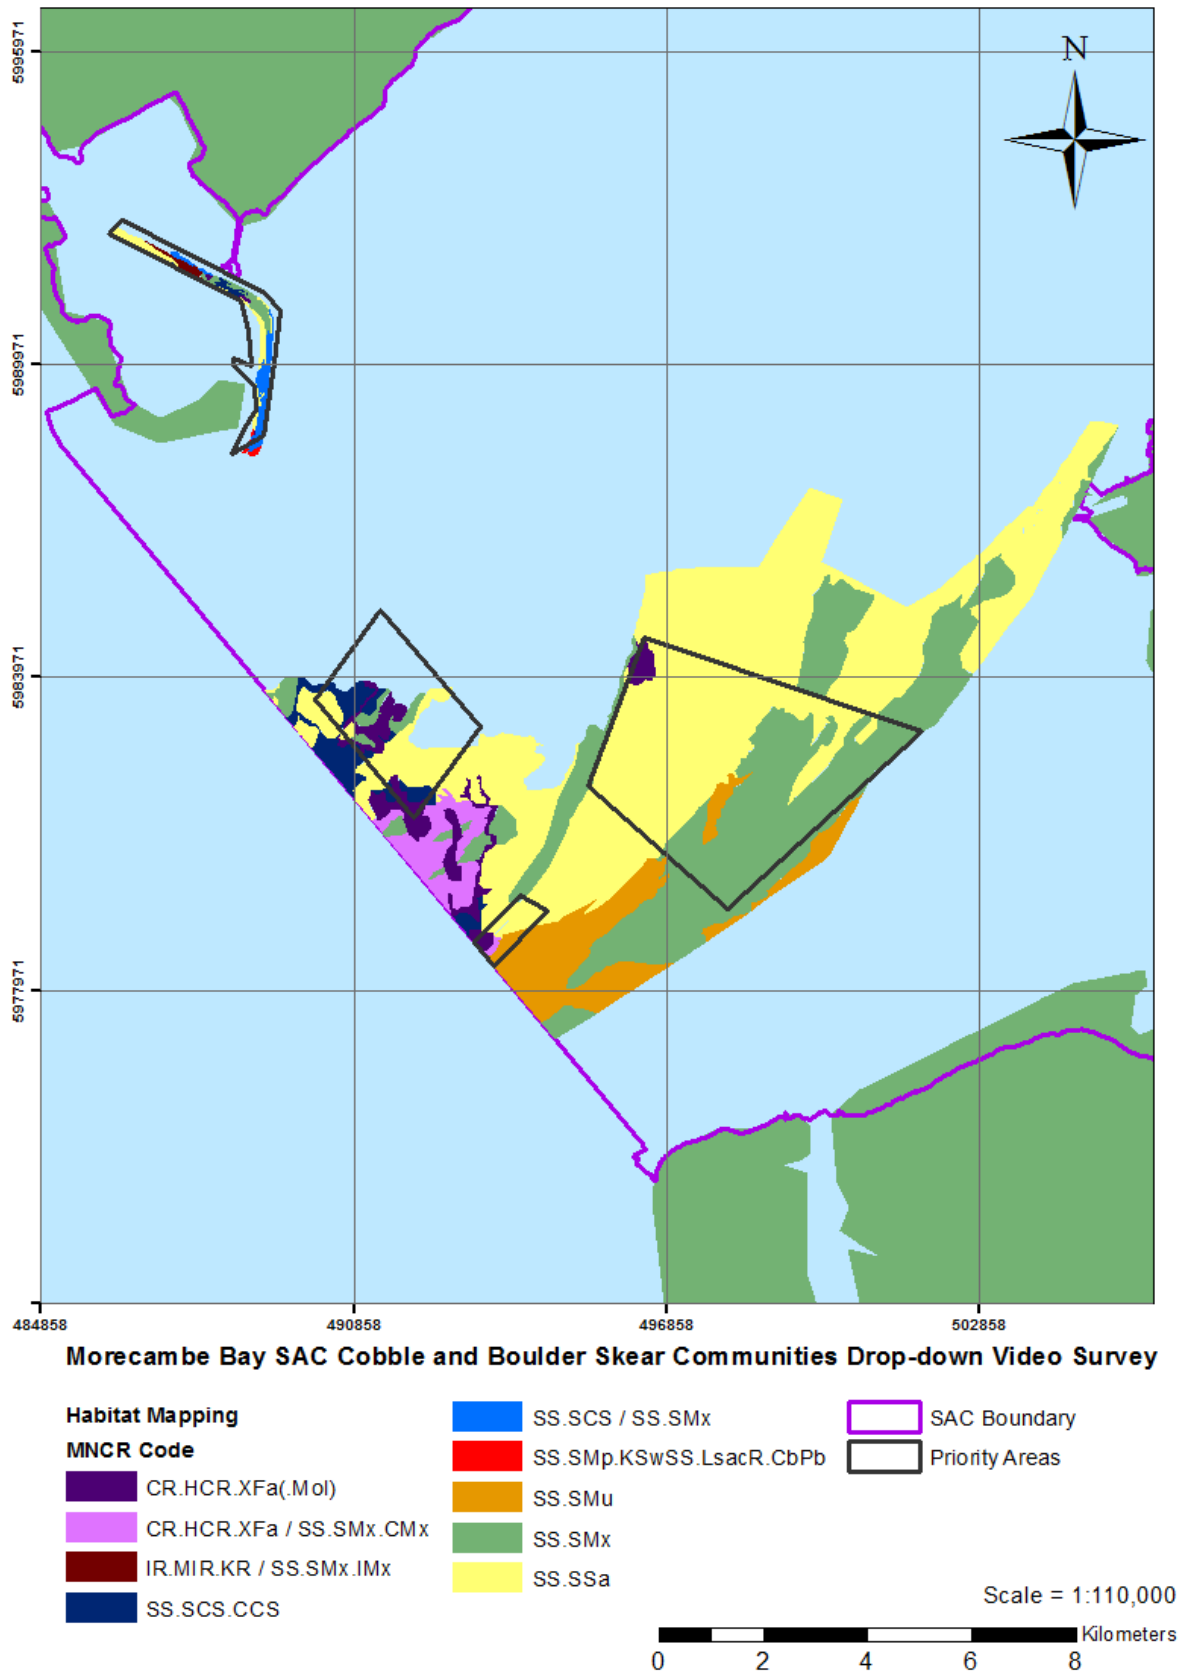 N
5995971
5989971
5983971
5977971
484858 490858 496858 502858
Morecambe Bay SAC Cobble and Boulder Skear Communities Drop-down Video Survey
Habitat Mapping
MNCR Code
CR.HCR.XFa(.Mol)
CR.HCR.XFa / SS.SMx.CMx
IR.MIR.KR / SS.SMx.IMx
SS.SCS.CCS
SS.SCS / SS.SMx
SS.SMp.KSwSS.LsacR.CbPb
SS.SMu
SS.SMx
SS.SSa
SAC Boundary
Priority Areas
Scale = 1:110,000
Kilometers
0 2 4 6 8